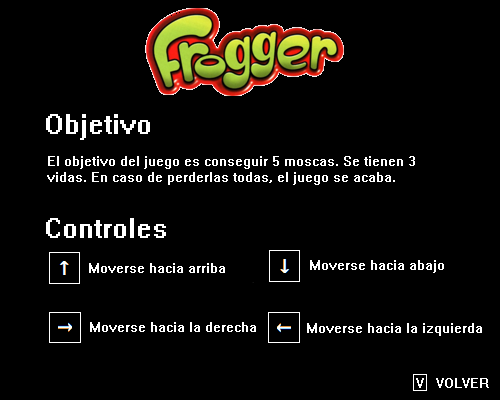 Frogger
Objetivo
El objetivo del juego es conseguir 5 moscas. Se tienen 3
vidas. En caso de perderlas todas, el juego se acaba.
Controles
↑ Moverse hacia arriba
↓ Moverse hacia abajo
→ Moverse hacia la derecha
← Moverse hacia la izquierda
V VOLVER